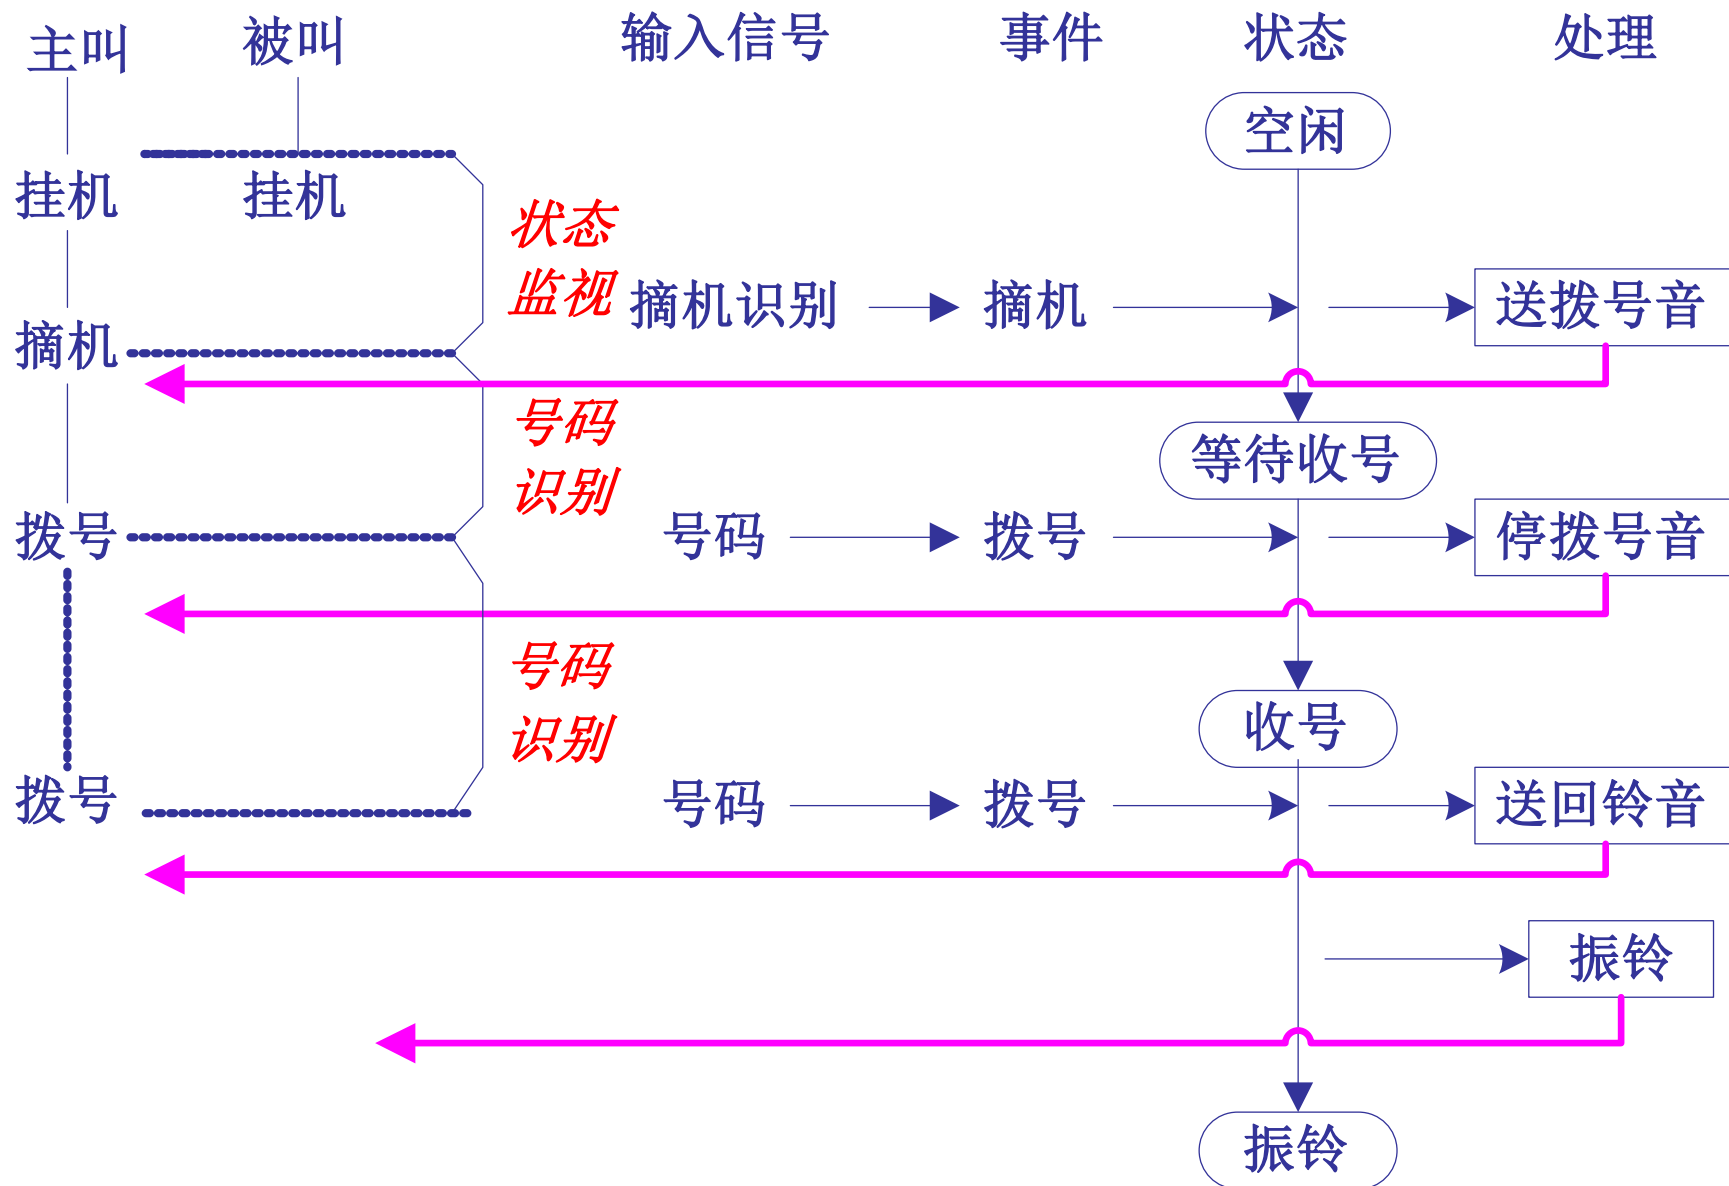 主叫 被叫 输入信号 事件 状态 处理
空闲
挂机 挂机
状态
监视
摘机识别 摘机 送拨号音
摘机
号码
识别
等待收号
拨号 号码 拨号 停拨号音
号码
识别
收号
拨号 号码 拨号 送回铃音
振铃
振铃